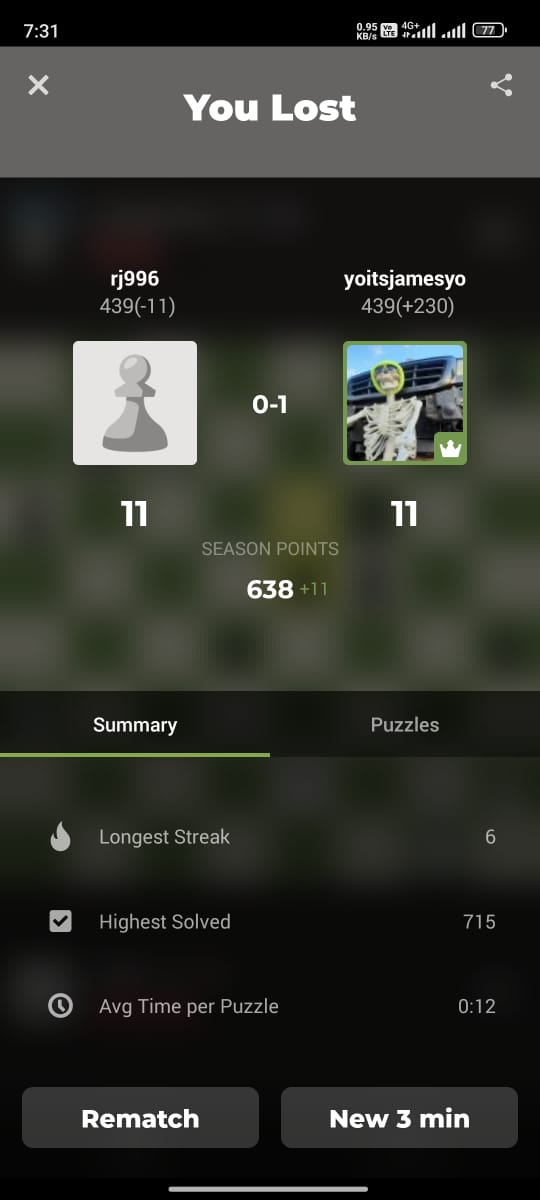 7:31
0.95 KB/s
Vo LTE
4G+
77
You Lost
rj996
yoitsjamesyo
439(-11)
439(+230)
0-1
11
11
SEASON POINTS
638 +11
Summary
Puzzles
Longest Streak
6
Highest Solved
715
Avg Time per Puzzle
0:12
Rematch
New 3 min